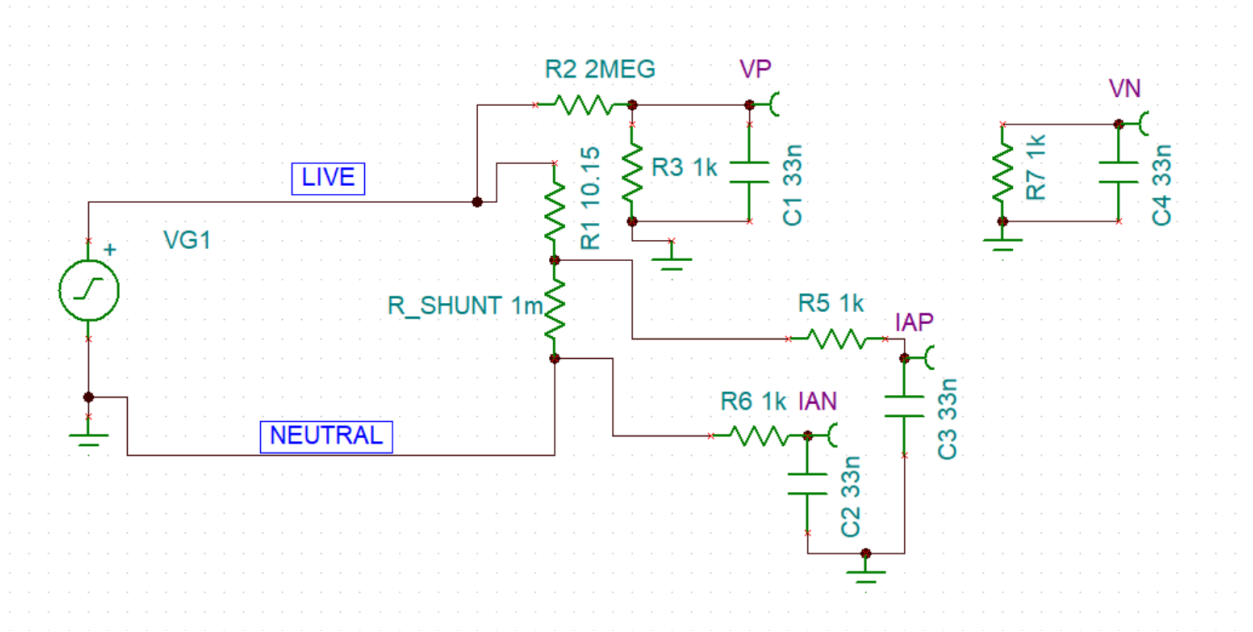 R2 2MEG
VP
VN
LIVE
R1 10.15
R3 1k
C1 33n
R7 1k
C4 33n
VG1
+
R_SHUNT 1m
R5 1k
IAP
R6 1k
IAN
C3 33n
NEUTRAL
C2 33n